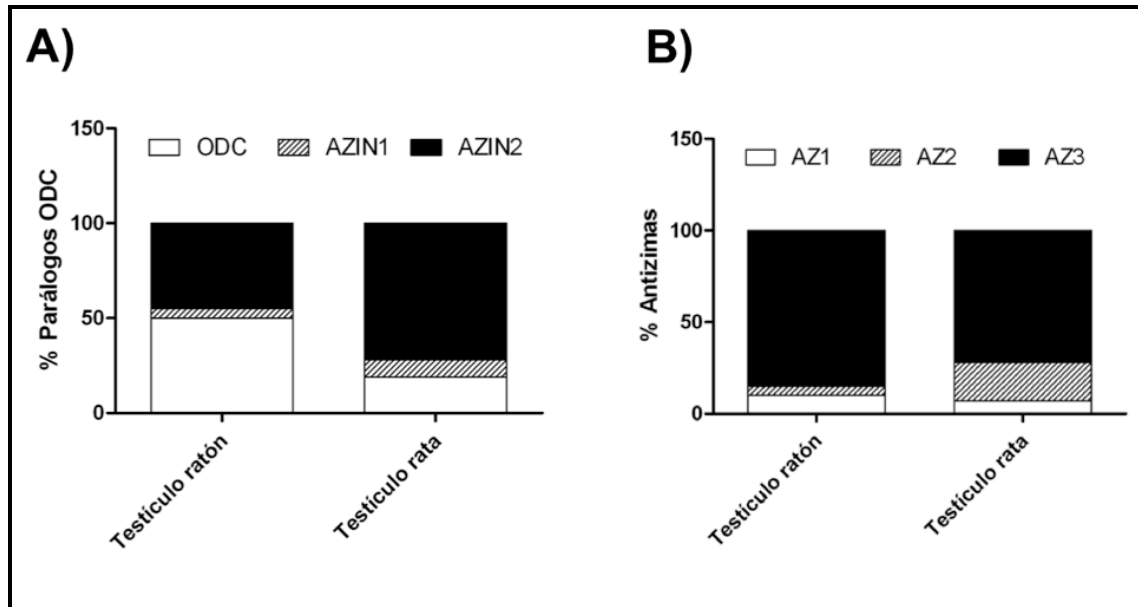 A)
150
ODC AZIN1 AZIN2
100
50
0
% Parálogos ODC
Testículo ratón
Testículo rata
B)
150
AZ1 AZ2 AZ3
100
50
0
% Antizimas
Testículo ratón
Testículo rata